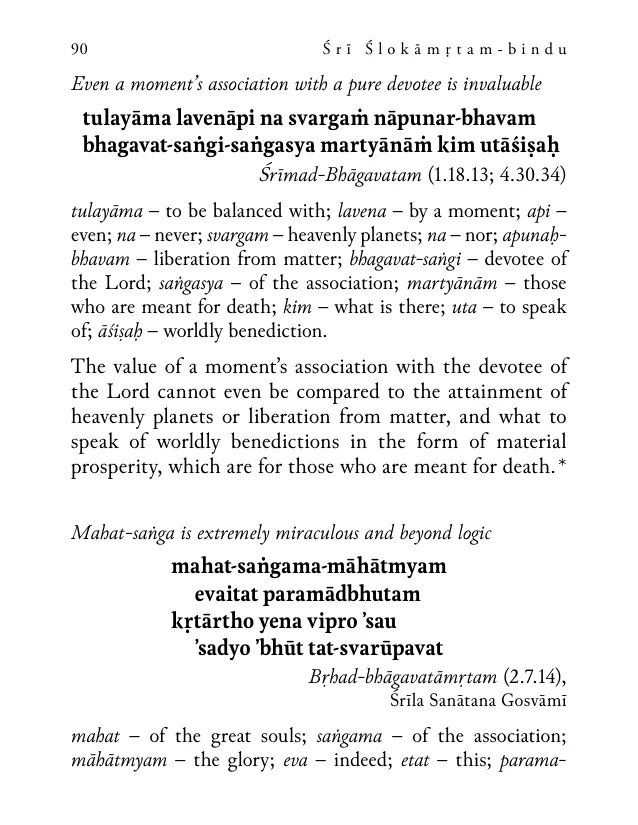 90 Śrī Ślokāmṛtam-bindu
Even a moment's association with a pure devotee is invaluable
tulayāma lavenāpi na svargaṁ nāpunar-bhavam
bhagavat-saṅgi-saṅgasya martyānāṁ kim utāśiṣaḥ
Śrīmad-Bhāgavatam (1.18.13; 4.30.34)
tulayāma – to be balanced with; lavena – by a moment; api –
even; na – never; svargam – heavenly planets; na – nor; apunaḥ-
bhavam – liberation from matter; bhagavat-saṅgi – devotee of
the Lord; saṅgasya – of the association; martyānām – those
who are meant for death; kim – what is there; uta – to speak
of; āśiṣaḥ – worldly benediction.
The value of a moment's association with the devotee of
the Lord cannot even be compared to the attainment of
heavenly planets or liberation from matter, and what to
speak of worldly benedictions in the form of material
prosperity, which are for those who are meant for death.*
Mahat-saṅga is extremely miraculous and beyond logic
mahat-saṅgama-māhātmyam
evaitat paramādbhutam
kṛtārtho yena vipro 'sau
'sadyo 'bhūt tat-svarūpavat
Bṛhad-bhāgavatāmṛtam (2.7.14),
Śrīla Sanātana Gosvāmī
mahat – of the great souls; saṅgama – of the association;
māhātmyam – the glory; eva – indeed; etat – this; parama-